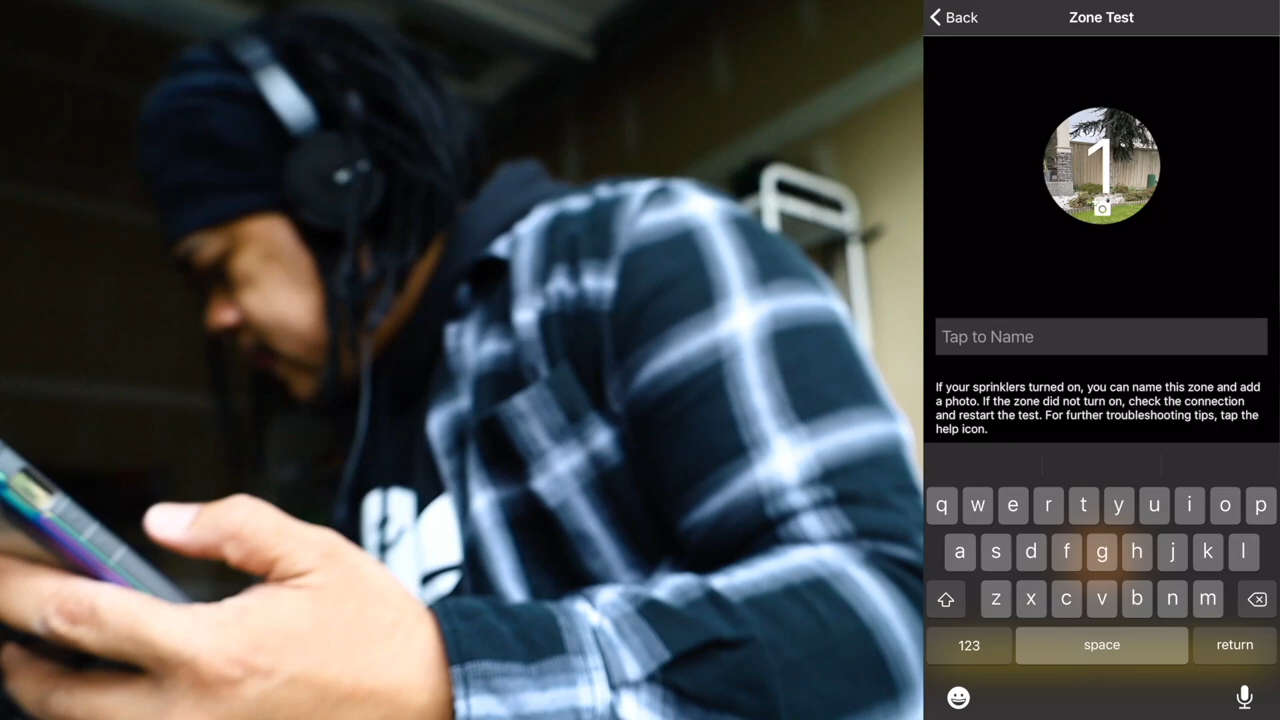 Back
Zone Test
1
Tap to Name
If your sprinklers turned on, you can name this zone and add
a photo. If the zone did not turn on, check the connection
and restart the test. For further troubleshooting tips, tap the
help icon.
q w e r t y u i o p
a s d f g h j k l
z x c v b n m
123 space return